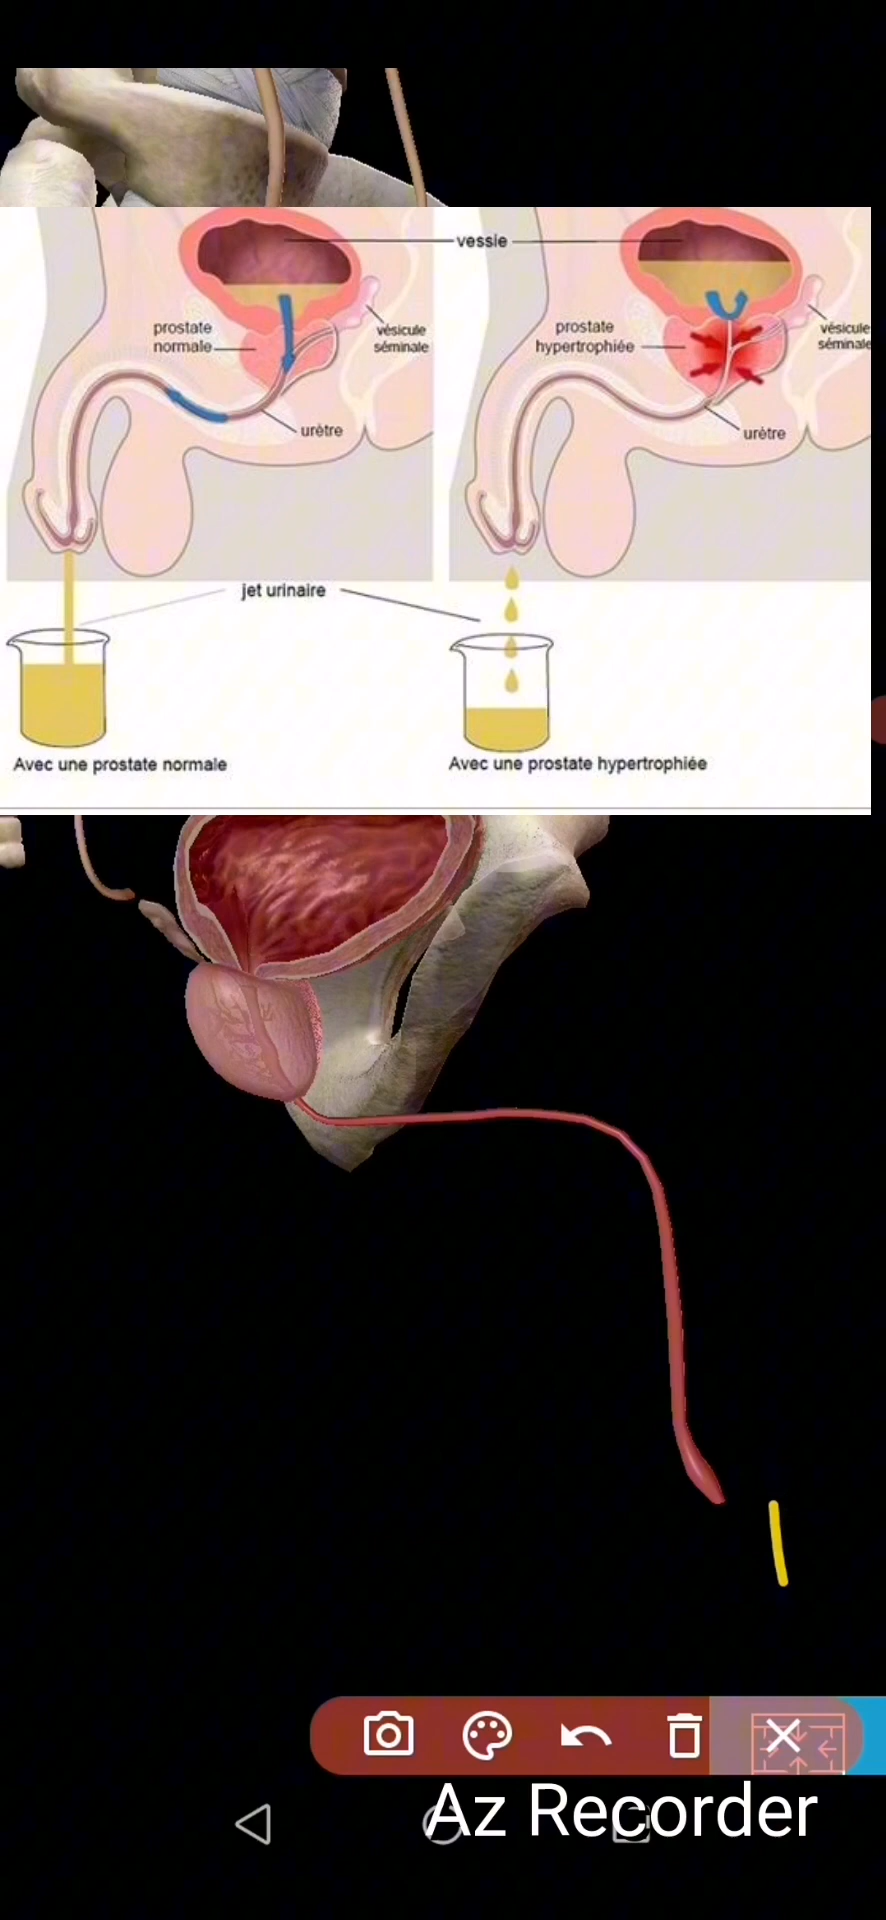 vessie
prostate
normale
vésicule
séminale
urètre
prostate
hypertrophiée
vésicule
séminale
urètre
jet urinaire
Avec une prostate normale
Avec une prostate hypertrophiée
Az Recorder